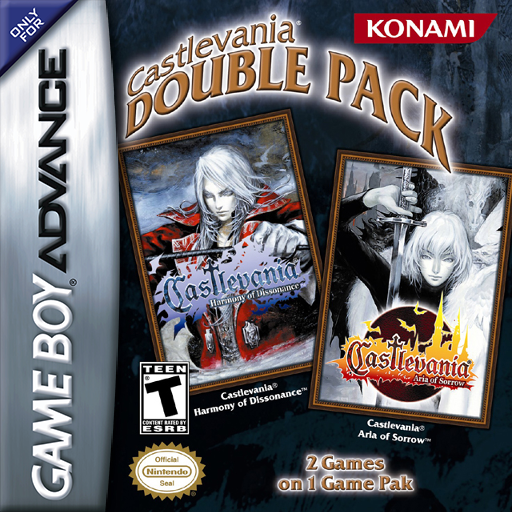 ONLY
FOR
GAME BOY ADVANCE
KONAMI
Castlevania®
DOUBLE PACK
Castlevania
Harmony of Dissonance
Castlevania®
Harmony of Dissonance™
Castlevania
Aria of Sorrow
Castlevania®
Aria of Sorrow™
TEEN
T
CONTENT RATED BY
ESRB
Official
Nintendo
Seal
2 Games
on 1 Game Pak